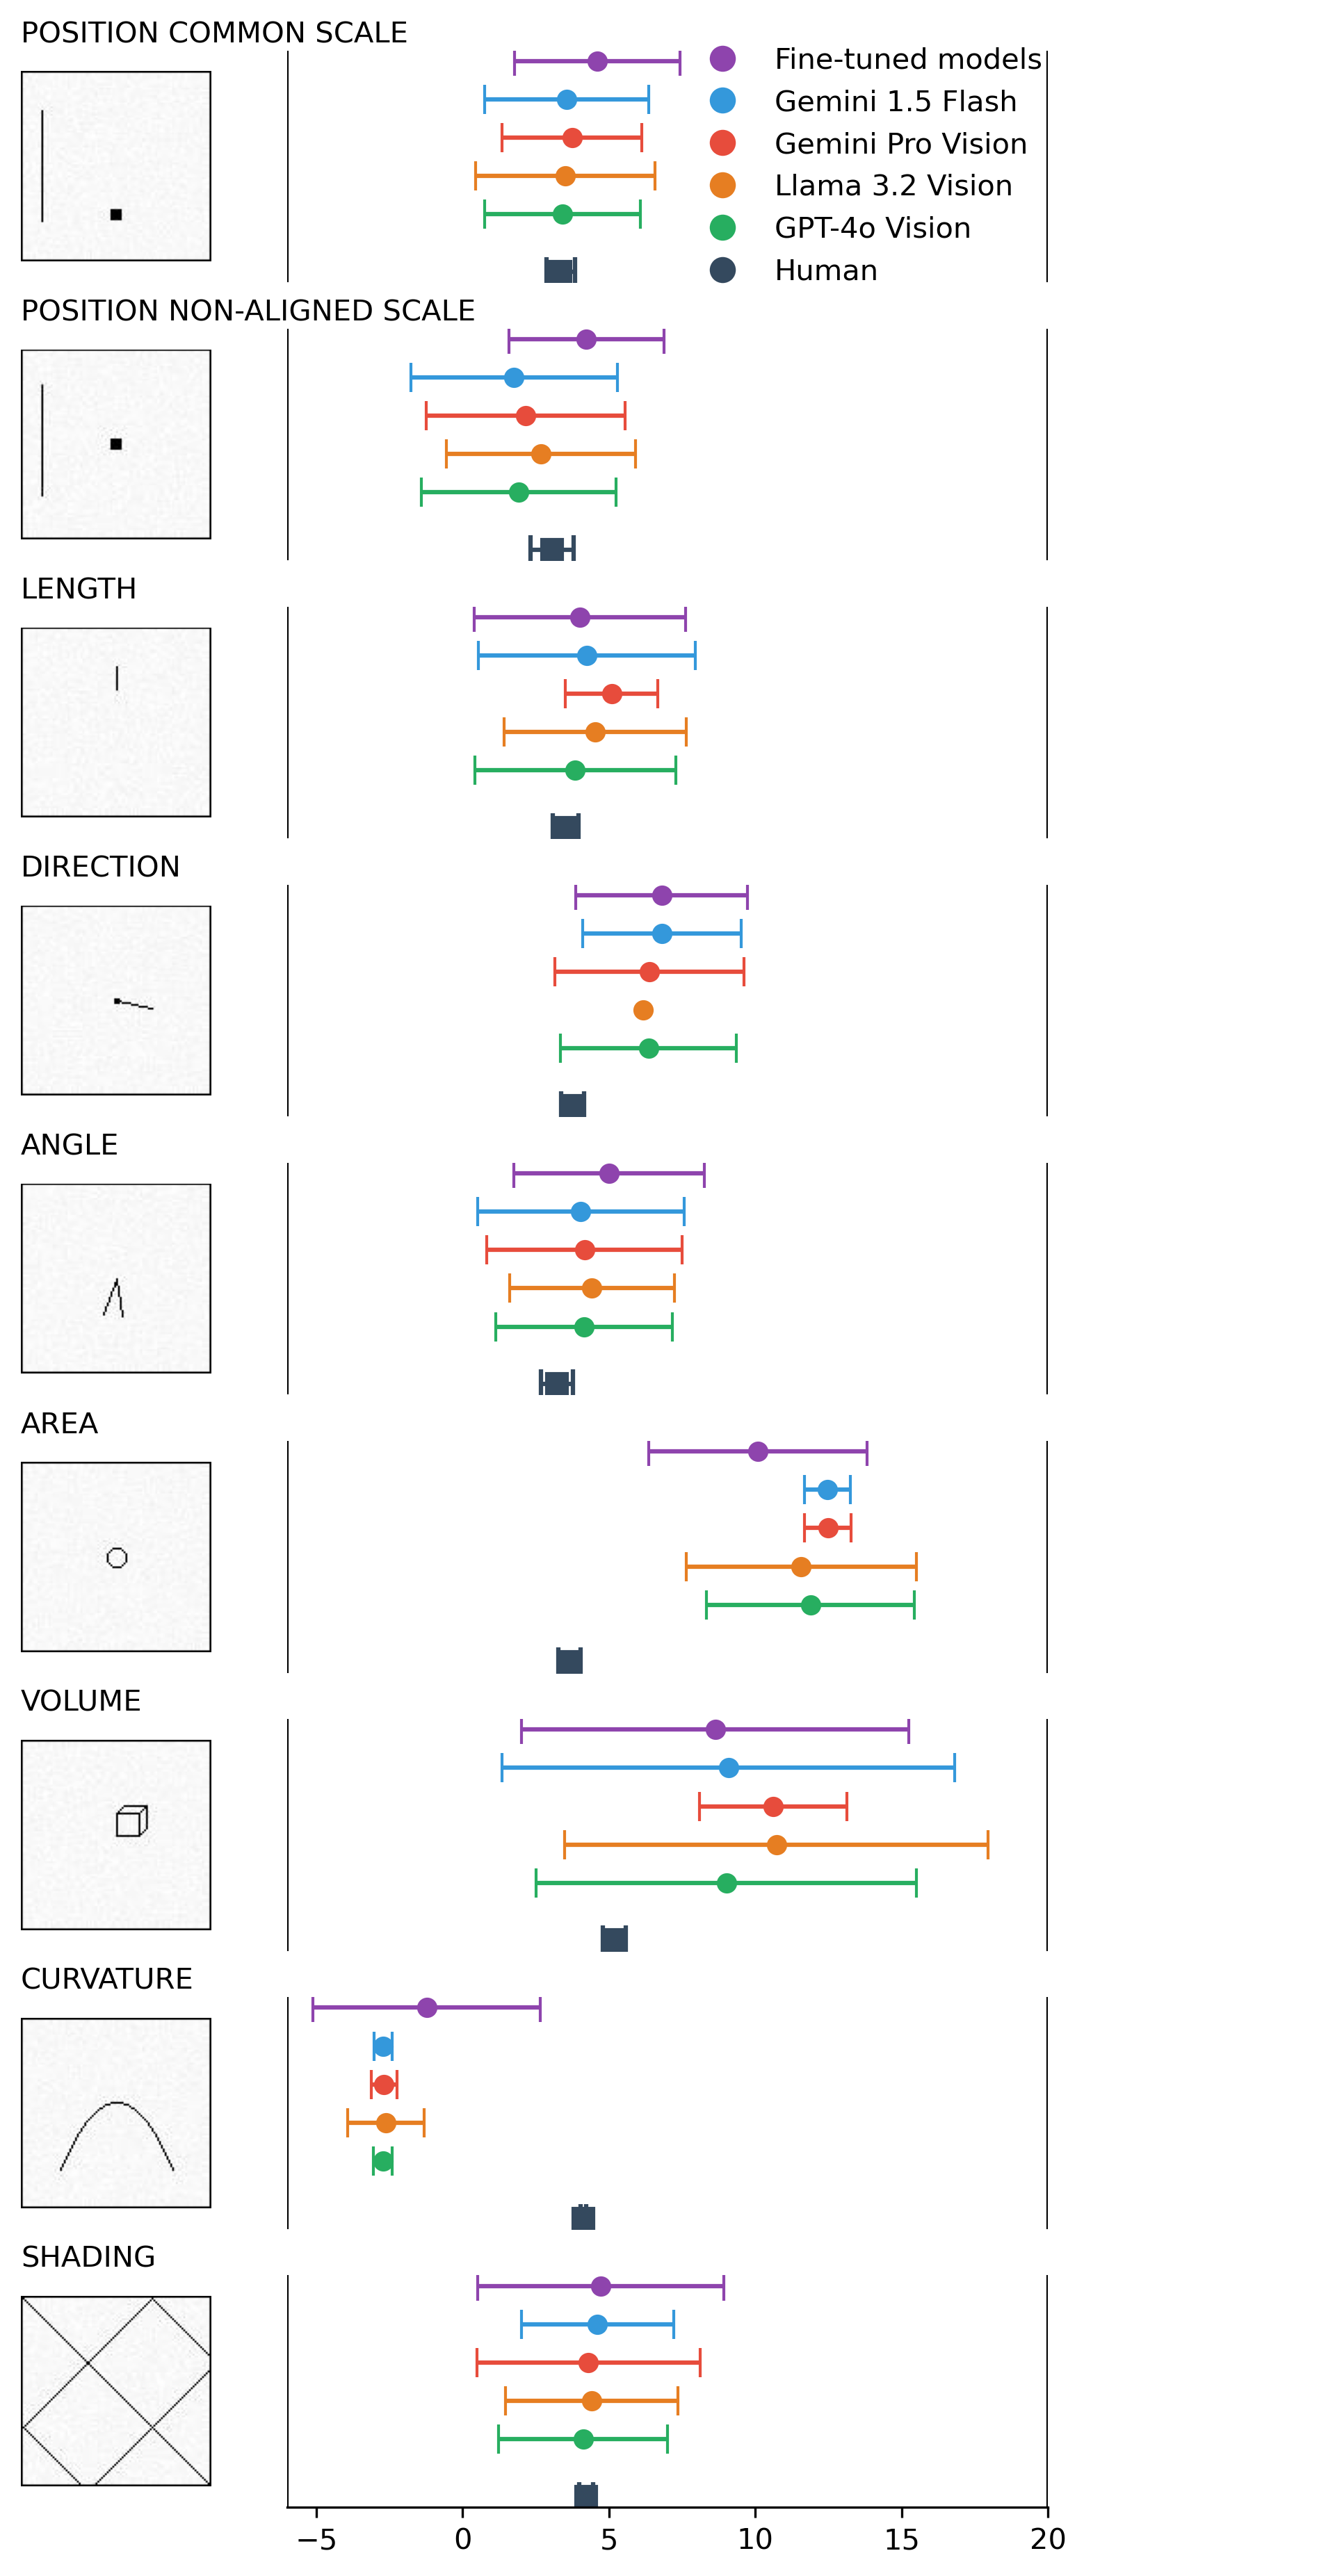 POSITION COMMON SCALE
Fine-tuned models
Gemini 1.5 Flash
Gemini Pro Vision
Llama 3.2 Vision
GPT-4o Vision
Human
POSITION NON-ALIGNED SCALE
LENGTH
DIRECTION
ANGLE
AREA
VOLUME
CURVATURE
SHADING
−5 0 5 10 15 20